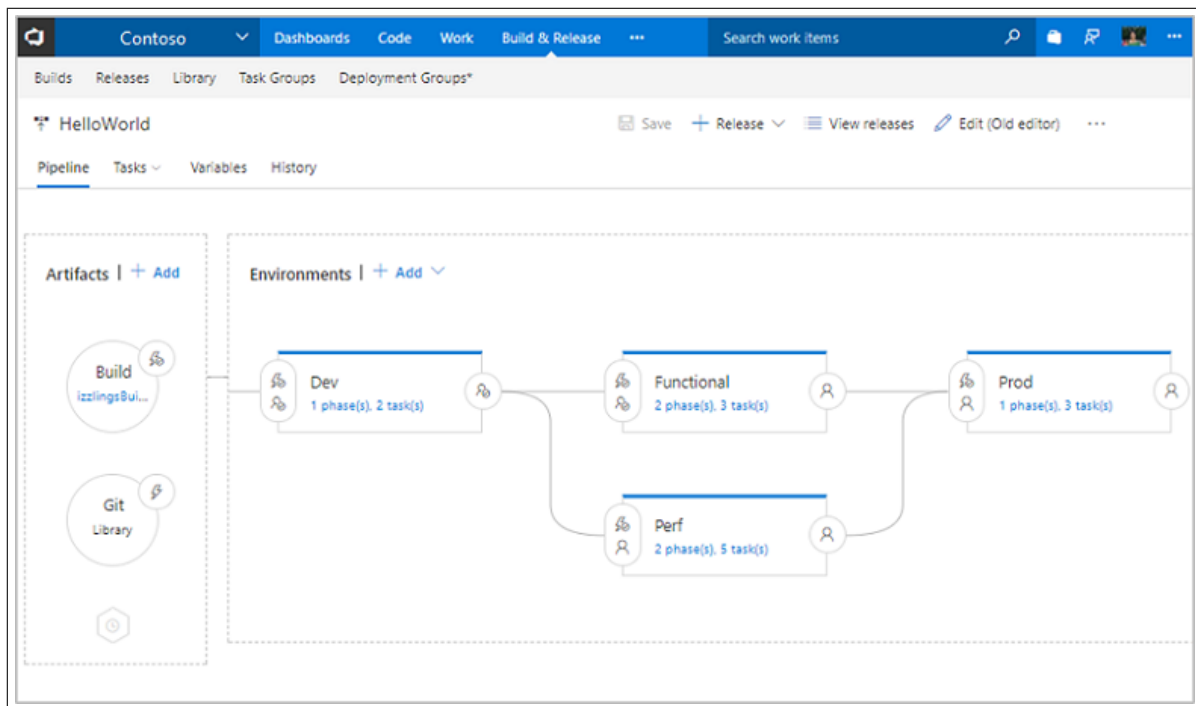 Contoso Dashboards Code Work Build & Release ··· Search work items ···
Builds Releases Library Task Groups Deployment Groups*
HelloWorld Save + Release View releases Edit (Old editor) ···
Pipeline Tasks Variables History
Artifacts | + Add
Environments | + Add
Build
izzlingsBui...
Git
Library
Dev
1 phase(s), 2 task(s)
Functional
2 phase(s), 3 task(s)
Perf
2 phase(s), 5 task(s)
Prod
1 phase(s), 3 task(s)